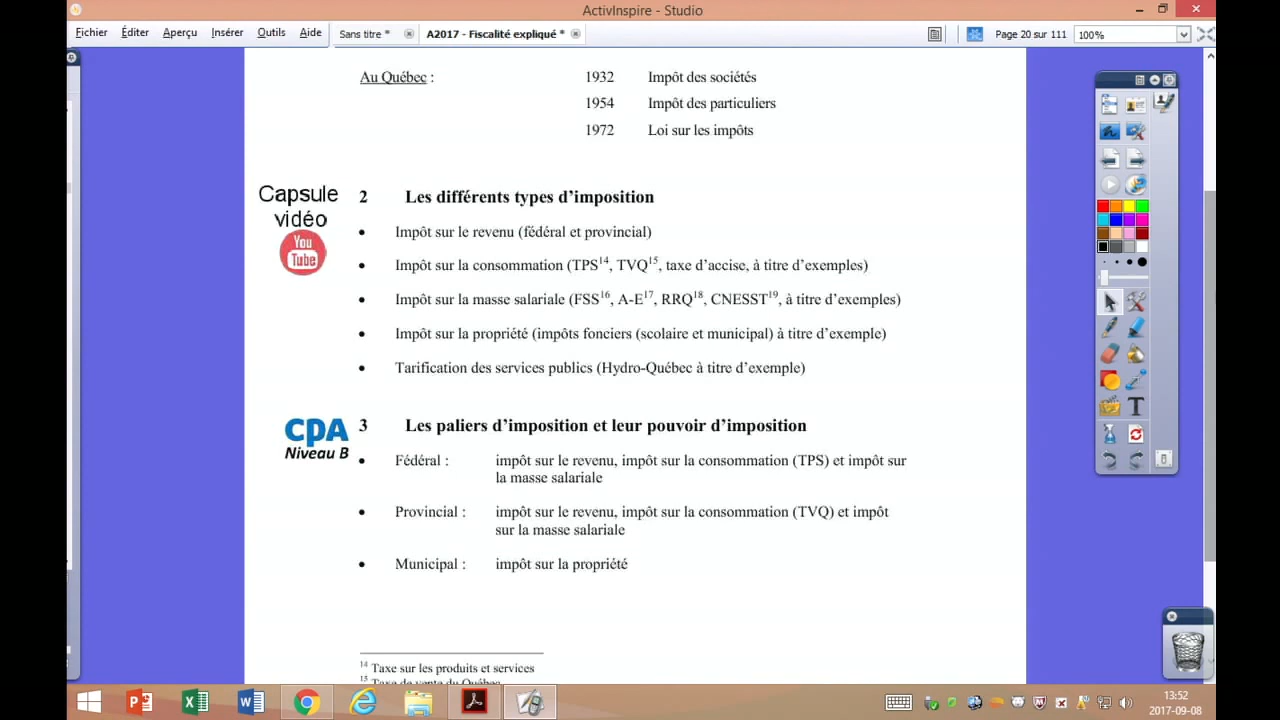 ActivInspire - Studio
Fichier Éditer Aperçu Insérer Outils Aide
Sans titre * A2017 - Fiscalité expliqué * Page 20 sur 111 100%
Au Québec : 1932 Impôt des sociétés
1954 Impôt des particuliers
1972 Loi sur les impôts
Capsule
vidéo
You
Tube
2 Les différents types d’imposition
• Impôt sur le revenu (fédéral et provincial)
• Impôt sur la consommation (TPS14, TVQ15, taxe d’accise, à titre d’exemples)
• Impôt sur la masse salariale (FSS16, A-E17, RRQ18, CNESST19, à titre d’exemples)
• Impôt sur la propriété (impôts fonciers (scolaire et municipal) à titre d’exemple)
• Tarification des services publics (Hydro-Québec à titre d’exemple)
CPA
Niveau B
3 Les paliers d’imposition et leur pouvoir d’imposition
• Fédéral : impôt sur le revenu, impôt sur la consommation (TPS) et impôt sur
la masse salariale
• Provincial : impôt sur le revenu, impôt sur la consommation (TVQ) et impôt
sur la masse salariale
• Municipal : impôt sur la propriété
14 Taxe sur les produits et services
15 Taxe de vente du Québec
13:52
2017-09-08